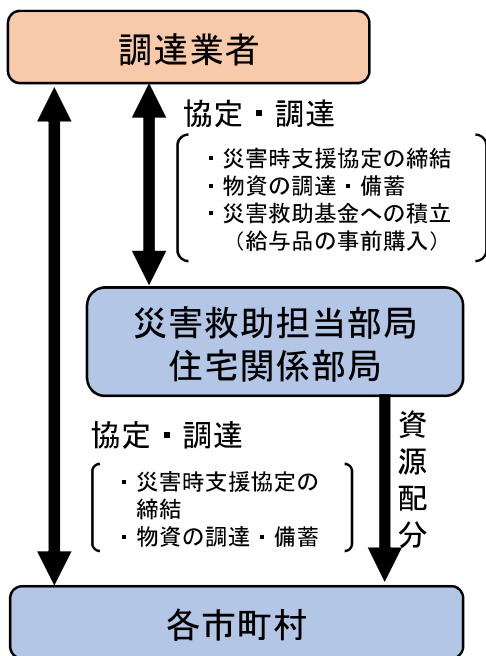 調達業者
協定・調達
・災害時支援協定の締結
・物資の調達・備蓄
・災害救助基金への積立
（給与品の事前購入）
災害救助担当部局
住宅関係部局
協定・調達
・災害時支援協定の
締結
・物資の調達・備蓄
資源配分
各市町村